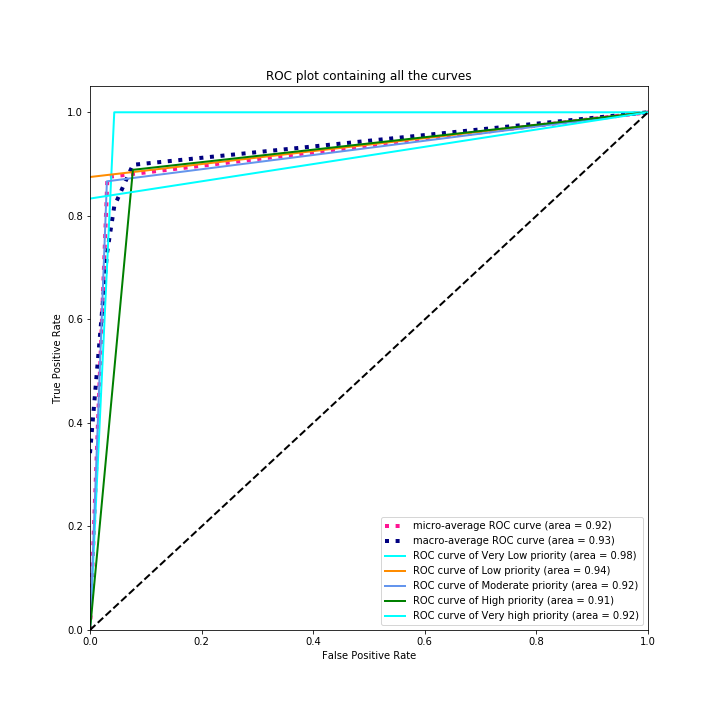 ROC plot containing all the curves
1.0
0.8
0.6
0.4
0.2
0.0
True Positive Rate
micro-average ROC curve (area = 0.92)
macro-average ROC curve (area = 0.93)
ROC curve of Very Low priority (area = 0.98)
ROC curve of Low priority (area = 0.94)
ROC curve of Moderate priority (area = 0.92)
ROC curve of High priority (area = 0.91)
ROC curve of Very high priority (area = 0.92)
0.0 0.2 0.4 0.6 0.8 1.0
False Positive Rate